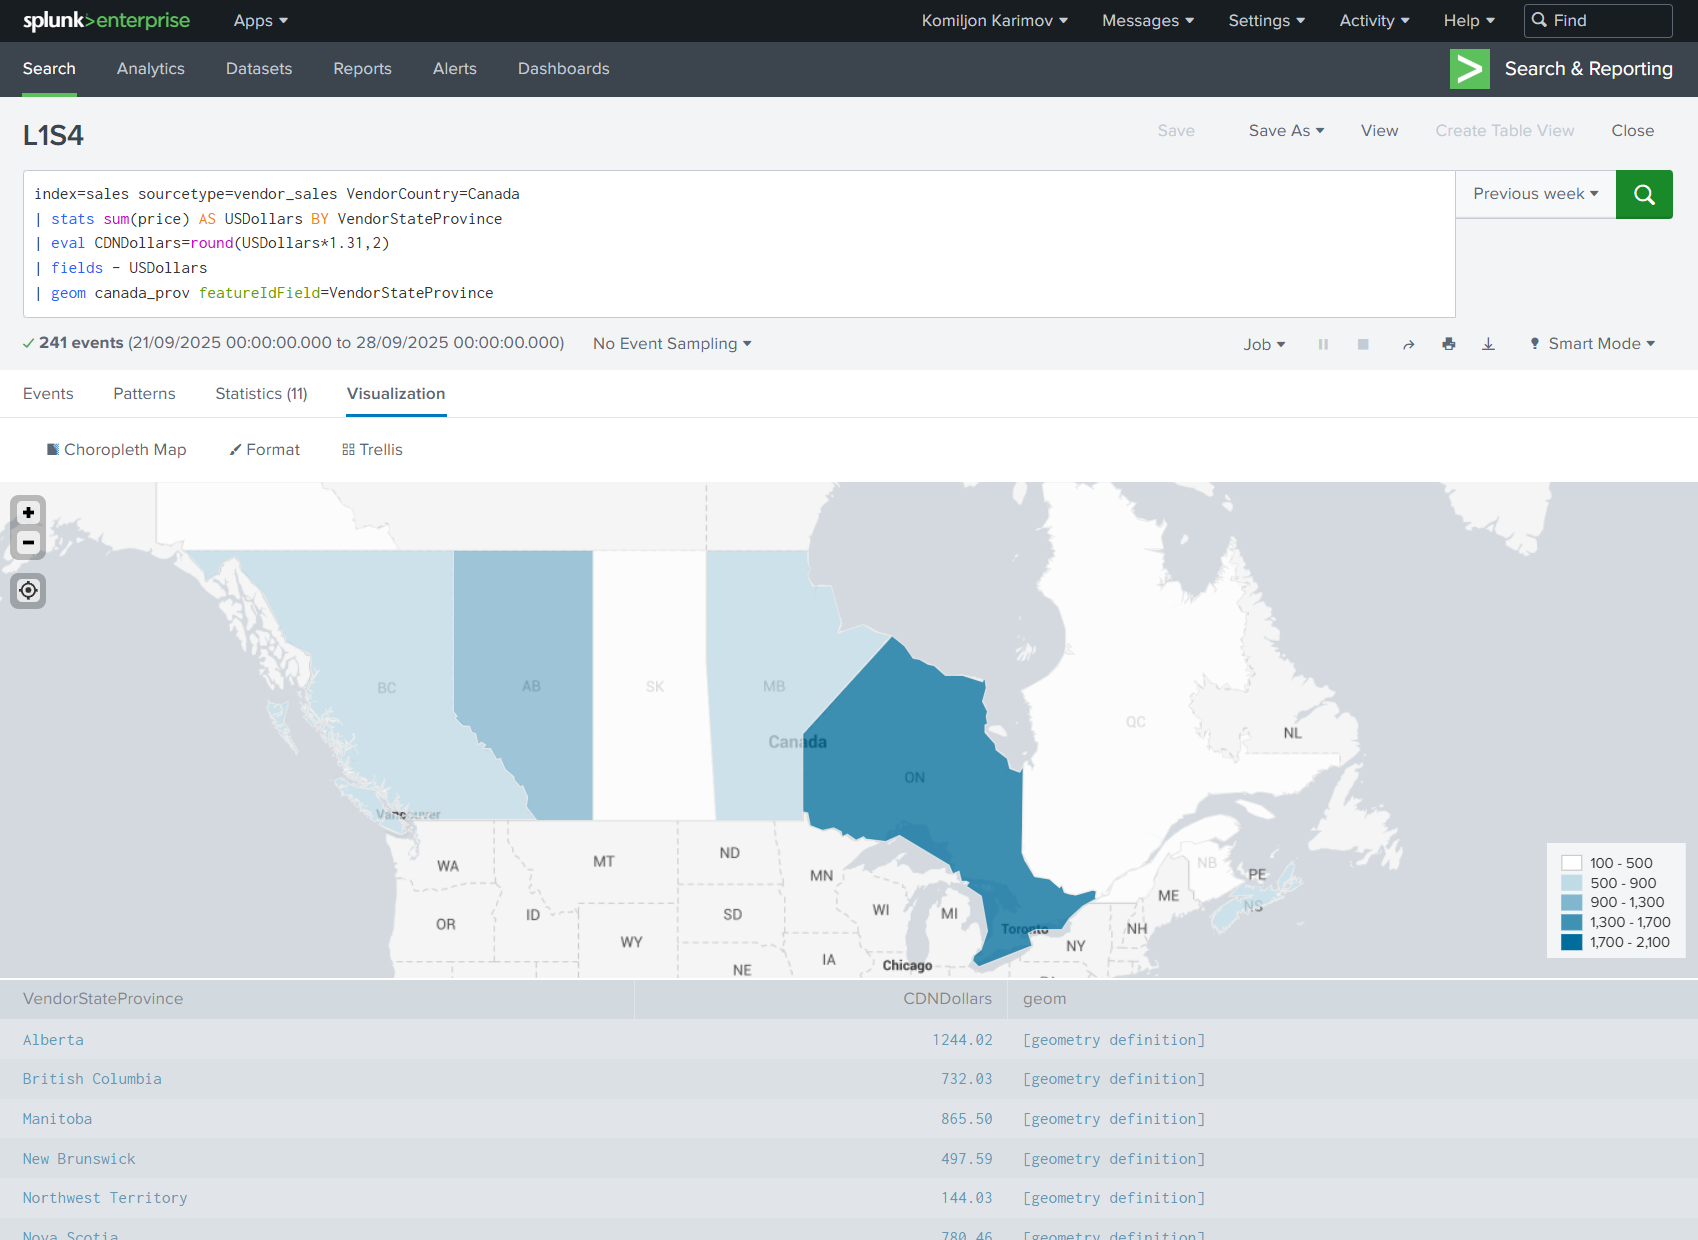 splunk>enterprise Apps Komiljon Karimov Messages Settings Activity Help Find
Search Analytics Datasets Reports Alerts Dashboards Search & Reporting
L1S4 Save Save As View Create Table View Close
index=sales sourcetype=vendor_sales VendorCountry=Canada Previous week
| stats sum(price) AS USDollars BY VendorStateProvince
| eval CDNDollars=round(USDollars*1.31,2)
| fields - USDollars
| geom canada_prov featureIdField=VendorStateProvince
241 events (21/09/2025 00:00:00.000 to 28/09/2025 00:00:00.000) No Event Sampling Job Smart Mode
Events Patterns Statistics (11) Visualization
Choropleth Map Format Trellis
+
-
BC AB SK MB
QC
NL
Canada
ON
Vancouver
WA MT ND MN NB PE
OR ID SD WI MI ME NS
WY Toronto NY NH
NE IA Chicago
100 - 500
500 - 900
900 - 1,300
1,300 - 1,700
1,700 - 2,100
VendorStateProvince CDNDollars geom
Alberta 1244.02 [geometry definition]
British Columbia 732.03 [geometry definition]
Manitoba 865.50 [geometry definition]
New Brunswick 497.59 [geometry definition]
Northwest Territory 144.03 [geometry definition]
Nova Scotia 780.46 [geometry definition]